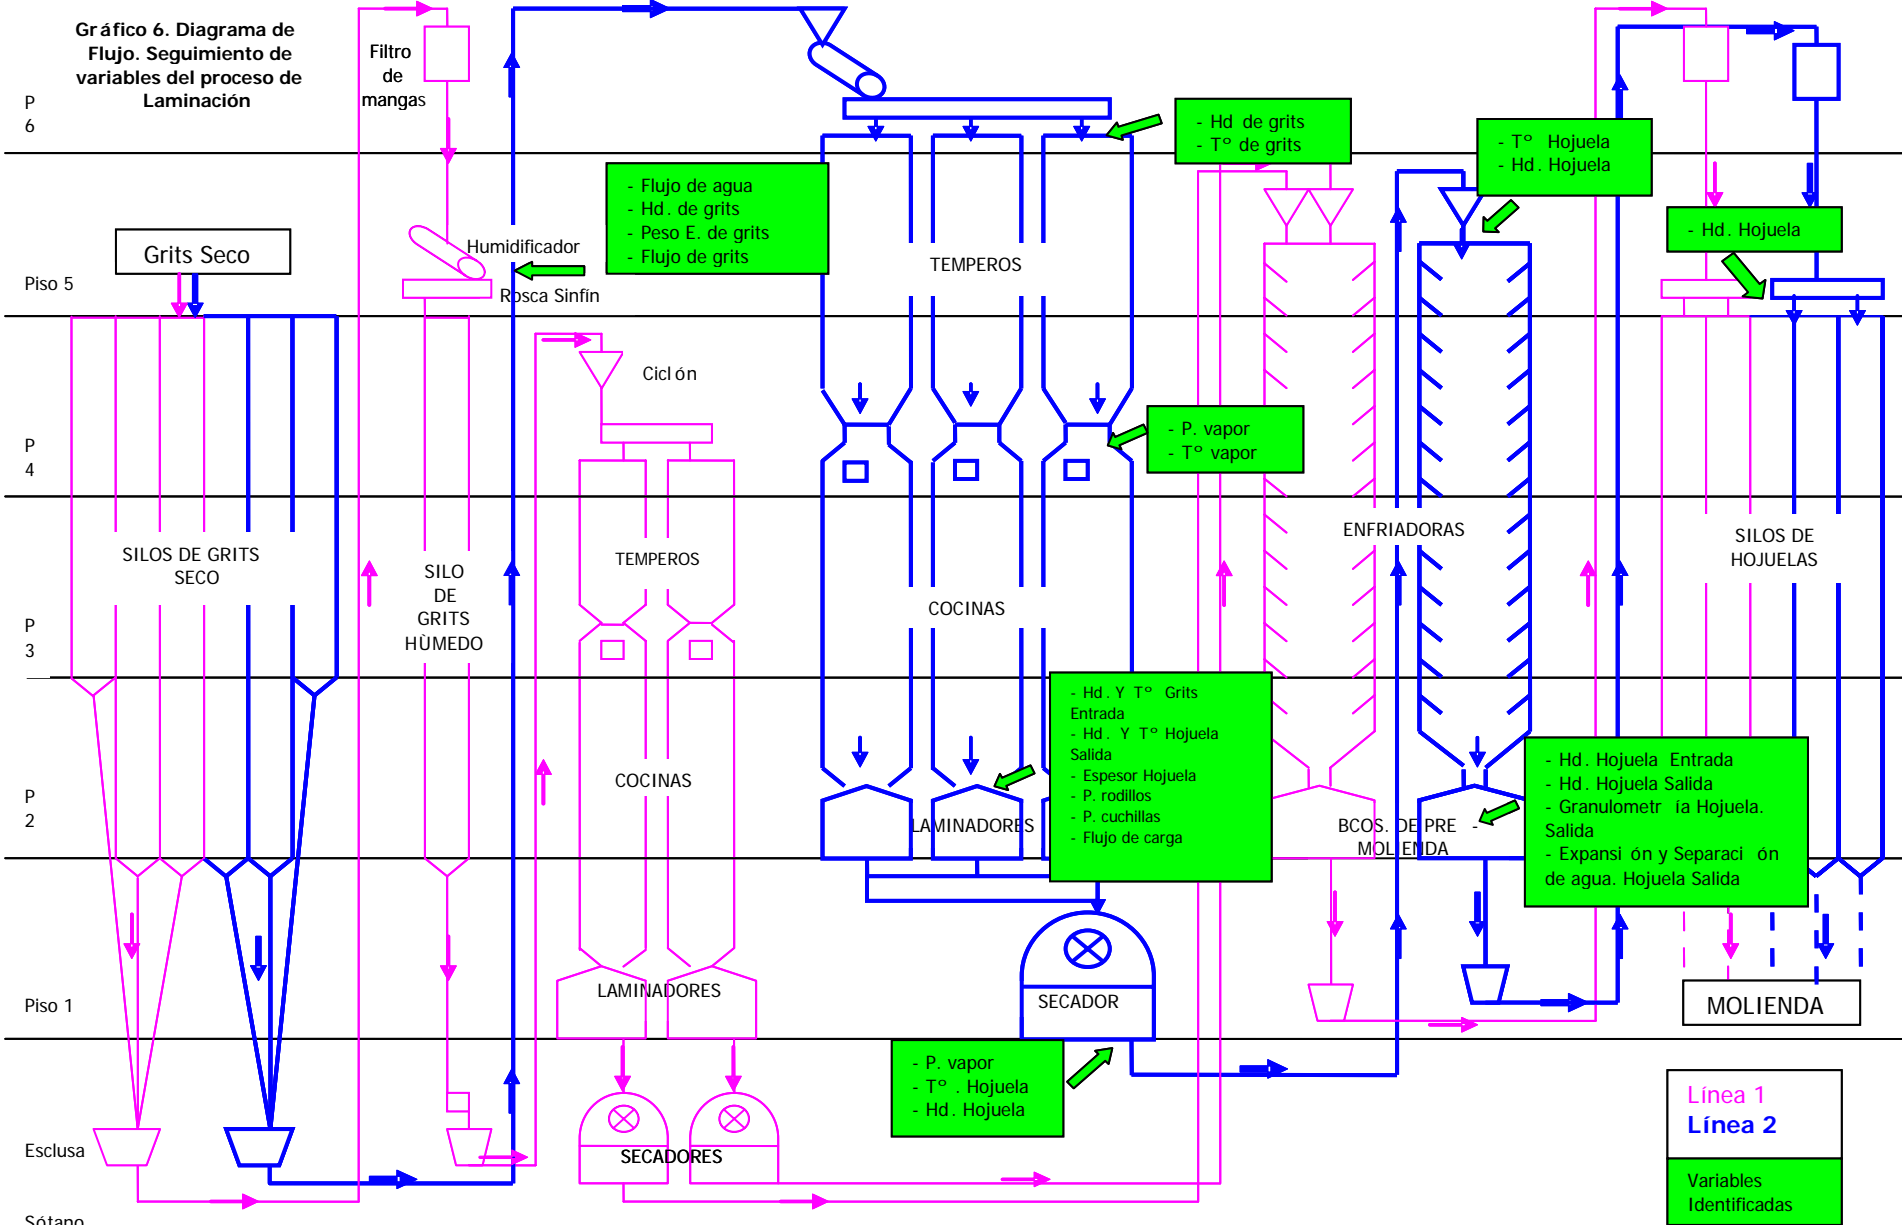 Gráfico 6. Diagrama de
Flujo. Seguimiento de
variables del proceso de
Laminación
P
6
Filtro
de
mangas
- Hd de grits
- Tº de grits
- Tº Hojuela
- Hd. Hojuela
- Flujo de agua
- Hd. de grits
- Peso E. de grits
- Flujo de grits
- Hd. Hojuela
Grits Seco
Humidificador
TEMPEROS
Piso 5
Rosca Sinfín
Ciclón
P
4
- P. vapor
- Tº vapor
SILOS DE GRITS
SECO
SILO
DE
GRITS
HÙMEDO
TEMPEROS
ENFRIADORAS
SILOS DE
HOJUELAS
COCINAS
P
3
- Hd. Y Tº Grits
Entrada
- Hd. Y Tº Hojuela
Salida
- Espesor Hojuela
- P. rodillos
- P. cuchillas
- Flujo de carga
P
2
COCINAS
LAMINADORES
BCOS. DE PRE -
MOLIENDA
- Hd. Hojuela Entrada
- Hd. Hojuela Salida
- Granulometría Hojuela.
Salida
- Expansión y Separación
de agua. Hojuela Salida
Piso 1
LAMINADORES
SECADOR
MOLIENDA
- P. vapor
- Tº. Hojuela
- Hd. Hojuela
Esclusa
SECADORES
Línea 1
Línea 2
Variables
Identificadas
Sótano